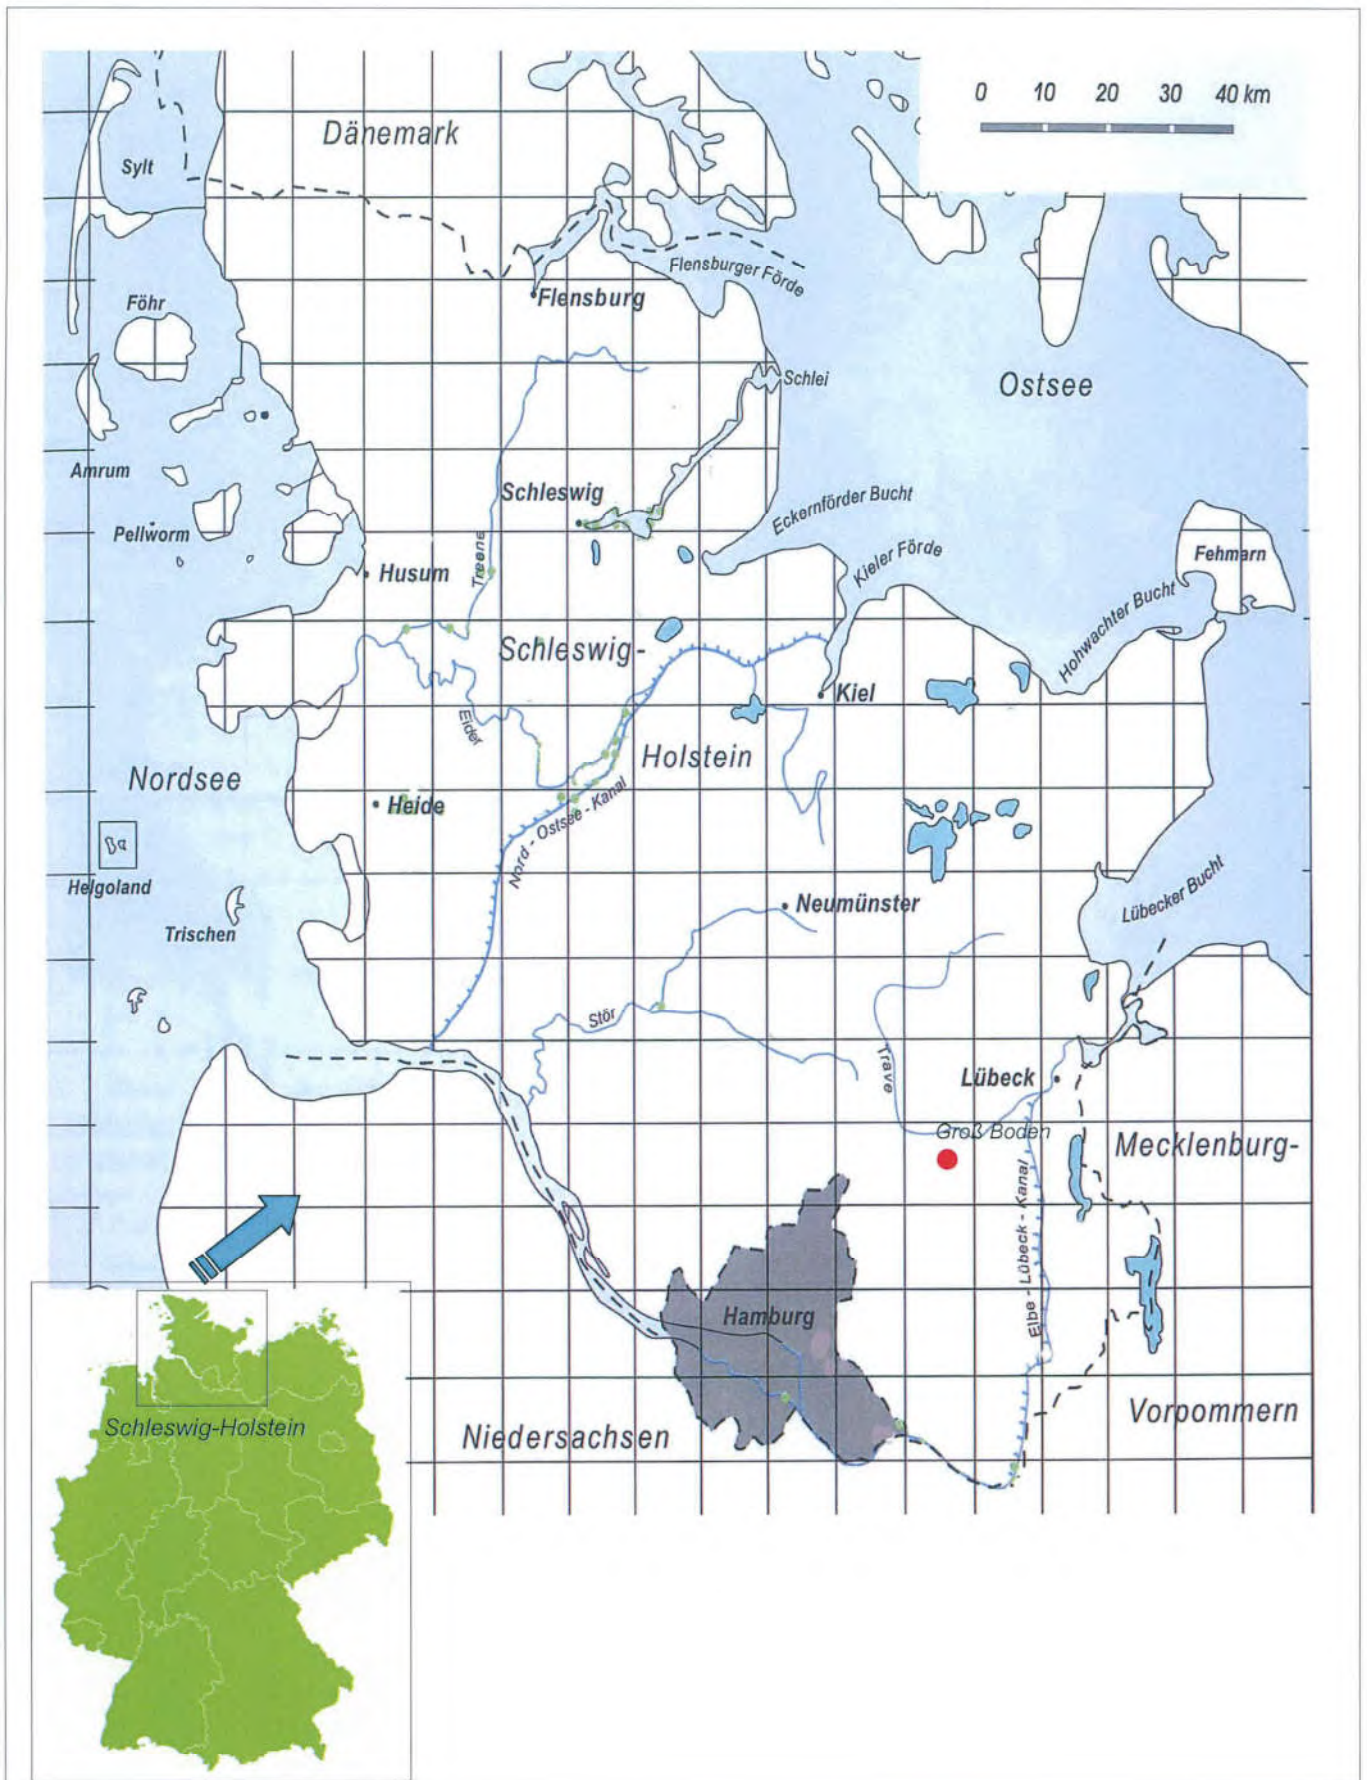 0 10 20 30 40 km
Dänemark
Sylt
Flensburger Förde
Flensburg
Föhr
Schlei
Ostsee
Amrum
Schleswig
Eckernförder Bucht
Pellworm
Husum
Treene
Kieler Förde
Fehmarn
Hohwachter Bucht
Schleswig-
Kiel
Eider
Holstein
Nordsee
Heide
Nord - Ostsee - Kanal
Helgoland
Neumünster
Lübecker Bucht
Trischen
Stör
Trave
Lübeck
Groß Boden
Mecklenburg-
Elbe - Lübeck - Kanal
Hamburg
Niedersachsen
Vorpommern
Schleswig-Holstein